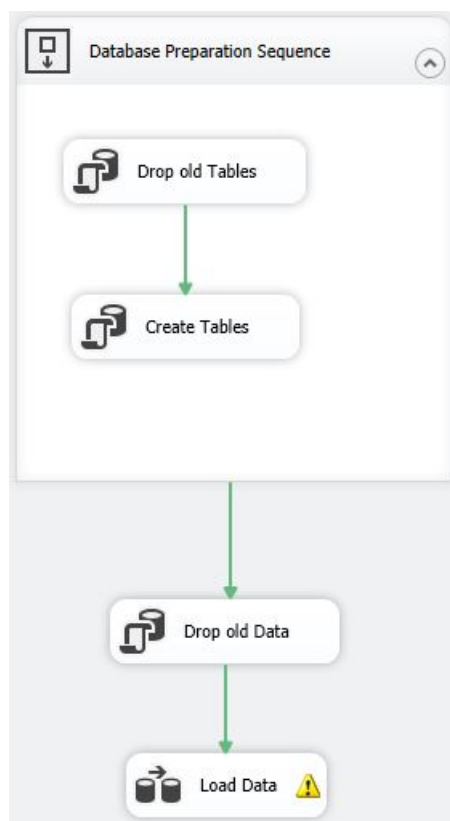 Database Preparation Sequence
Drop old Tables
Create Tables
Drop old Data
Load Data